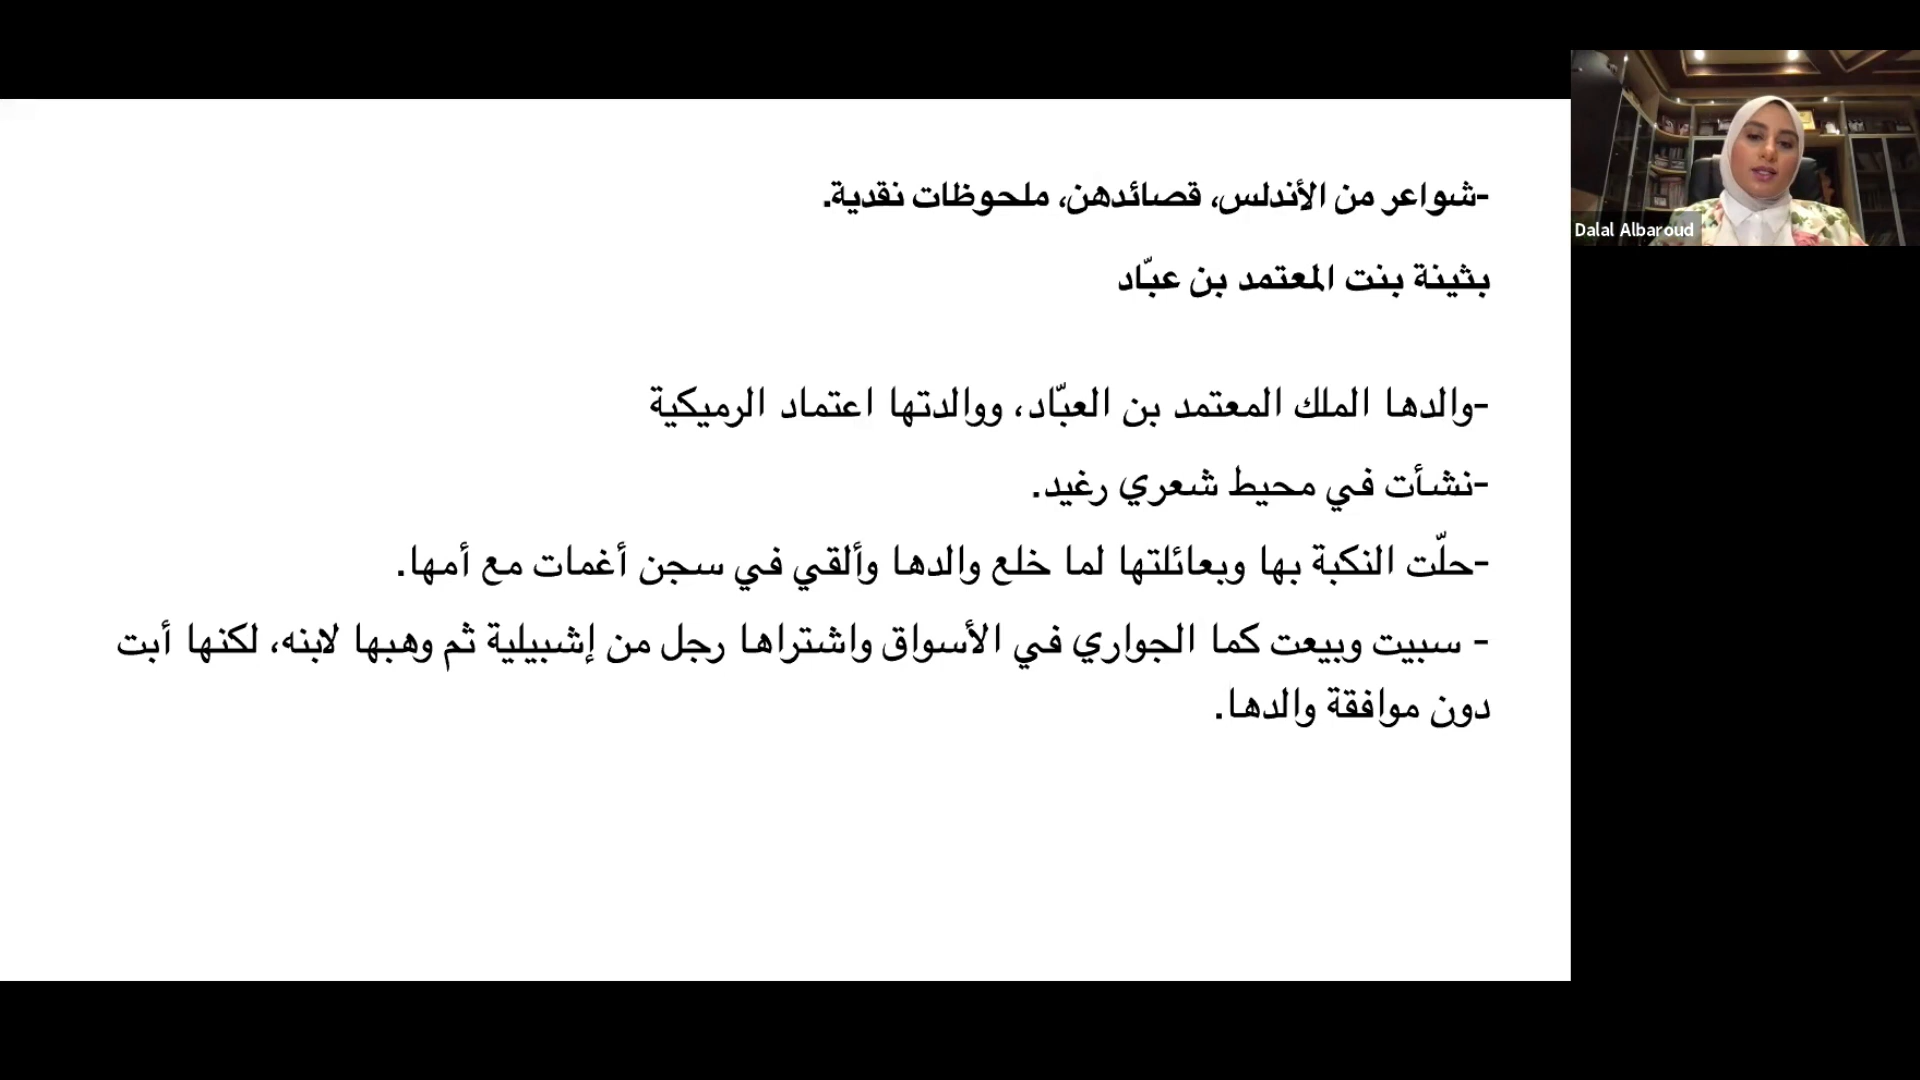 -شواعر من الأندلس، قصائدهن، ملحوظات نقدية.
بثينة بنت المعتمد بن عبّاد
-والدها الملك المعتمد بن العبّاد، ووالدتها اعتماد الرميكية
-نشأت في محيط شعري رغيد.
-حلّت النكبة بها وبعائلتها لما خلع والدها وألقي في سجن أغمات مع أمها.
- سبيت وبيعت كما الجواري في الأسواق واشتراها رجل من إشبيلية ثم وهبها لابنه، لكنها أبت
دون موافقة والدها.
Dalal Albaroud